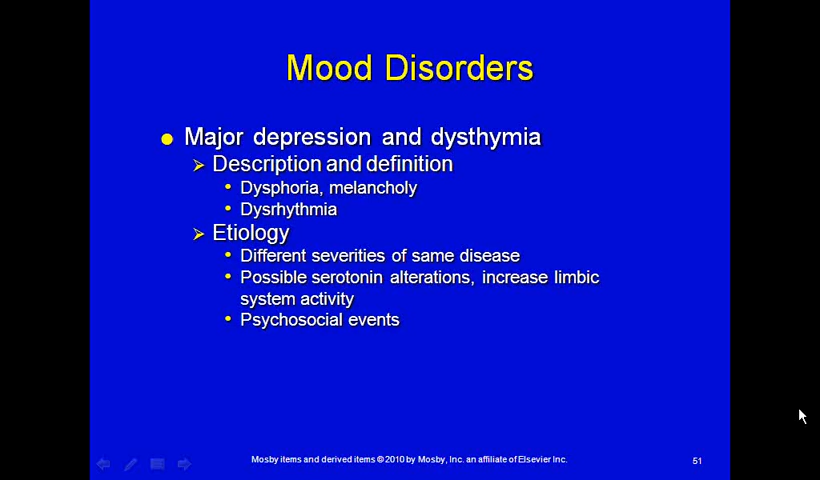 Mood Disorders
Major depression and dysthymia
Description and definition
Dysphoria, melancholy
Dysrhythmia
Etiology
Different severities of same disease
Possible serotonin alterations, increase limbic
system activity
Psychosocial events
Mosby items and derived items © 2010 by Mosby, Inc. an affiliate of Elsevier Inc.
51